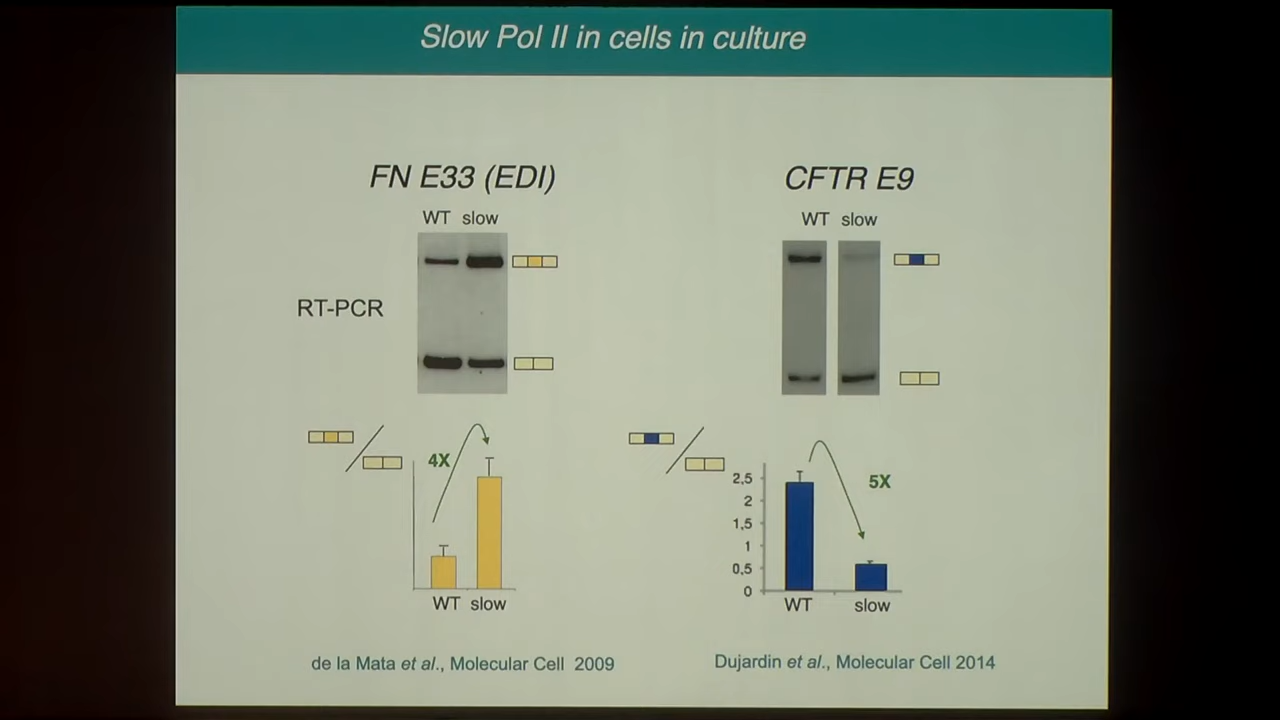 Slow Pol II in cells in culture
FN E33 (EDI)
CFTR E9
WT slow
WT slow
RT-PCR
4X
5X
2,5
2
1,5
1
0,5
0
WT slow
WT slow
de la Mata et al., Molecular Cell 2009
Dujardin et al., Molecular Cell 2014